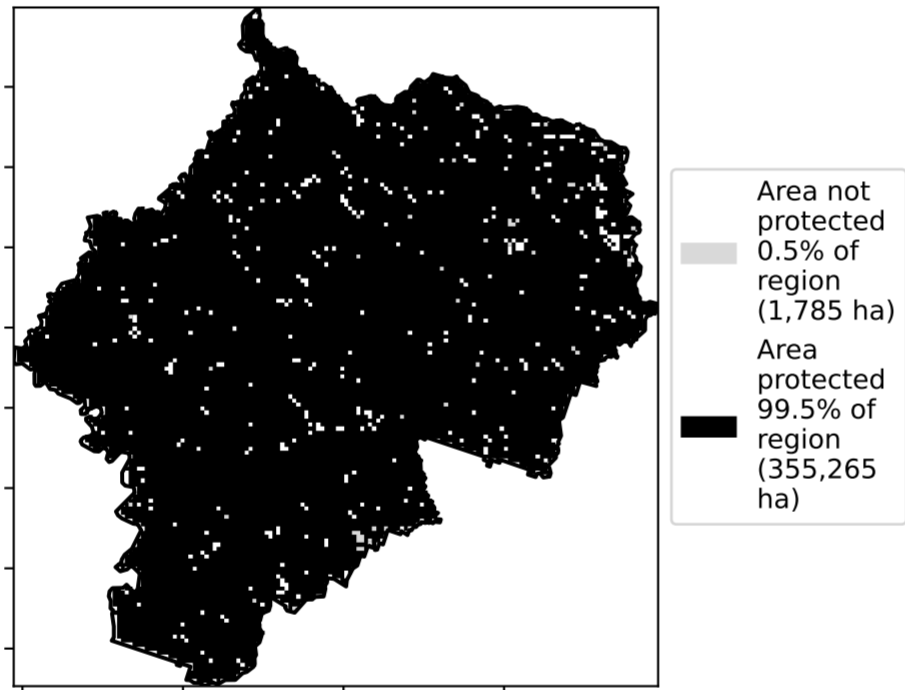 Area not
protected
0.5% of
region
(1,785 ha)
Area
protected
99.5% of
region
(355,265
ha)